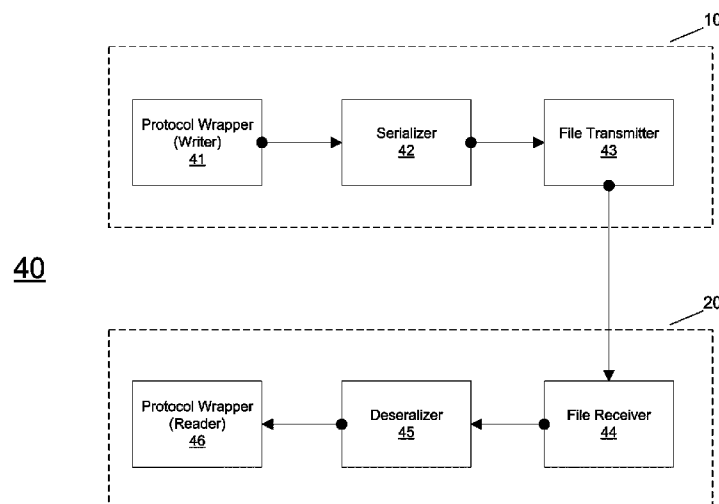 10
Protocol Wrapper
(Writer)
41
Serializer
42
File Transmitter
43
40
20
Protocol Wrapper
(Reader)
46
Deseralizer
45
File Receiver
44